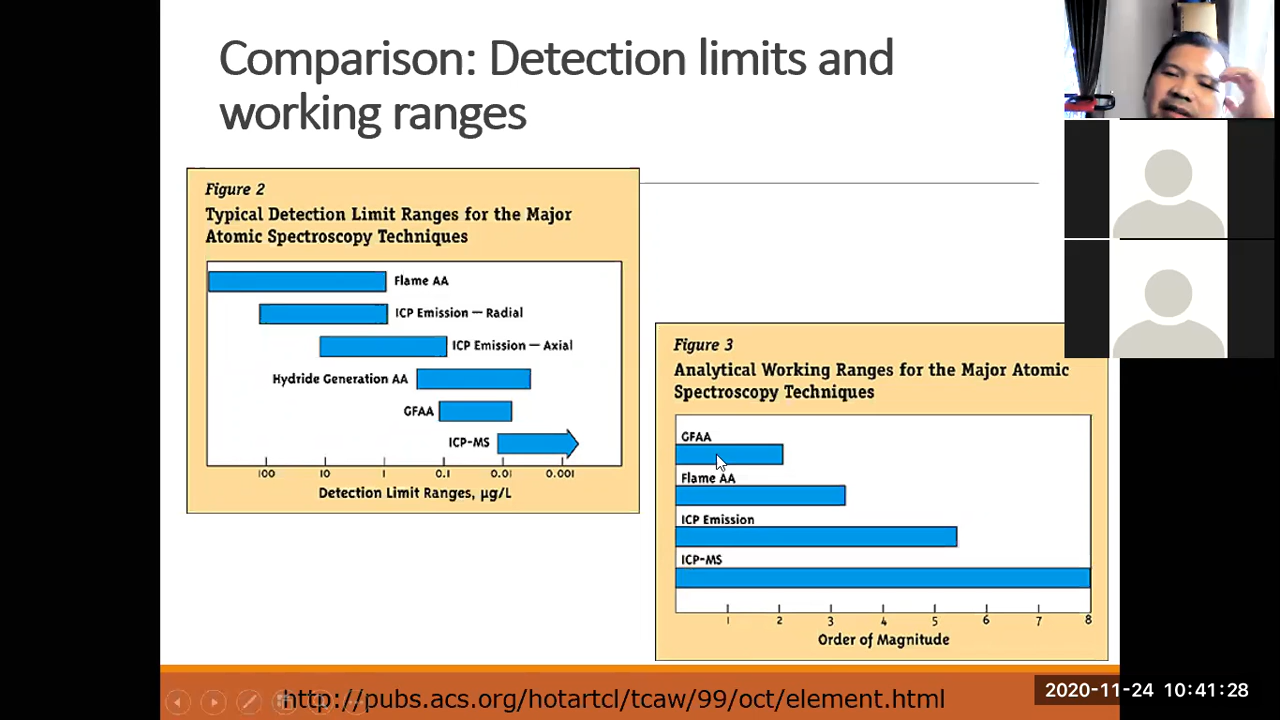 Comparison: Detection limits and
working ranges
Figure 2
Typical Detection Limit Ranges for the Major
Atomic Spectroscopy Techniques
Flame AA
ICP Emission — Radial
ICP Emission — Axial
Hydride Generation AA
GFAA
ICP-MS
100 10 1 0.1 0.01 0.001
Detection Limit Ranges, µg/L
Figure 3
Analytical Working Ranges for the Major Atomic
Spectroscopy Techniques
GFAA
Flame AA
ICP Emission
ICP-MS
1 2 3 4 5 6 7 8
Order of Magnitude
http://pubs.acs.org/hotartcl/tcaw/99/oct/element.html
2020-11-24 10:41:28